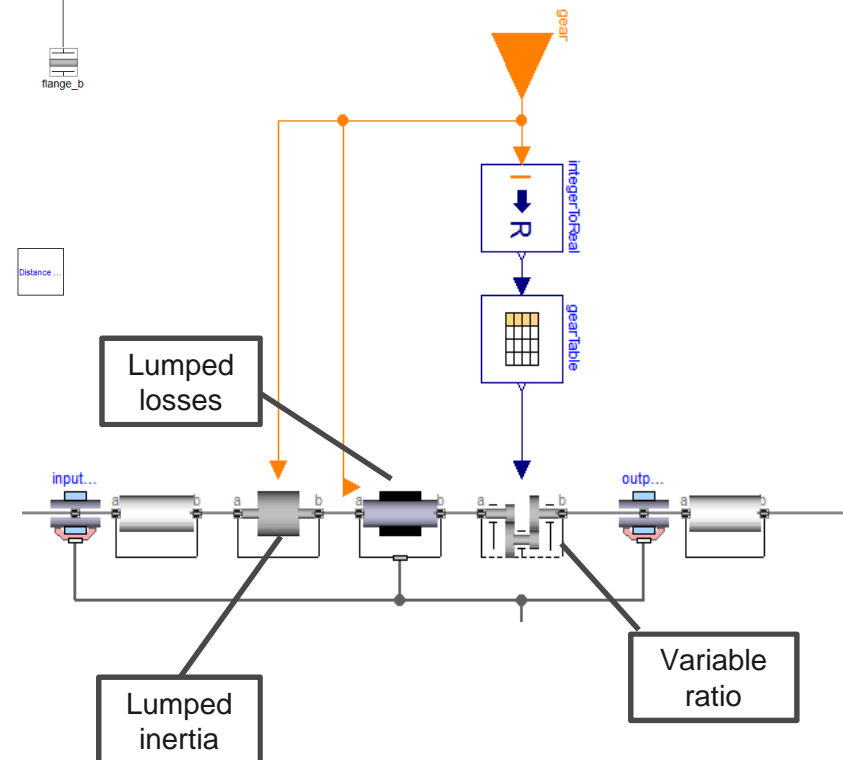 gear
flange_b
I
R
integerToReal
Distance ...
gearTable
Lumped
losses
input...
outp...
a
b
a
b
a
b
a
b
a
b
Lumped
inertia
Variable
ratio